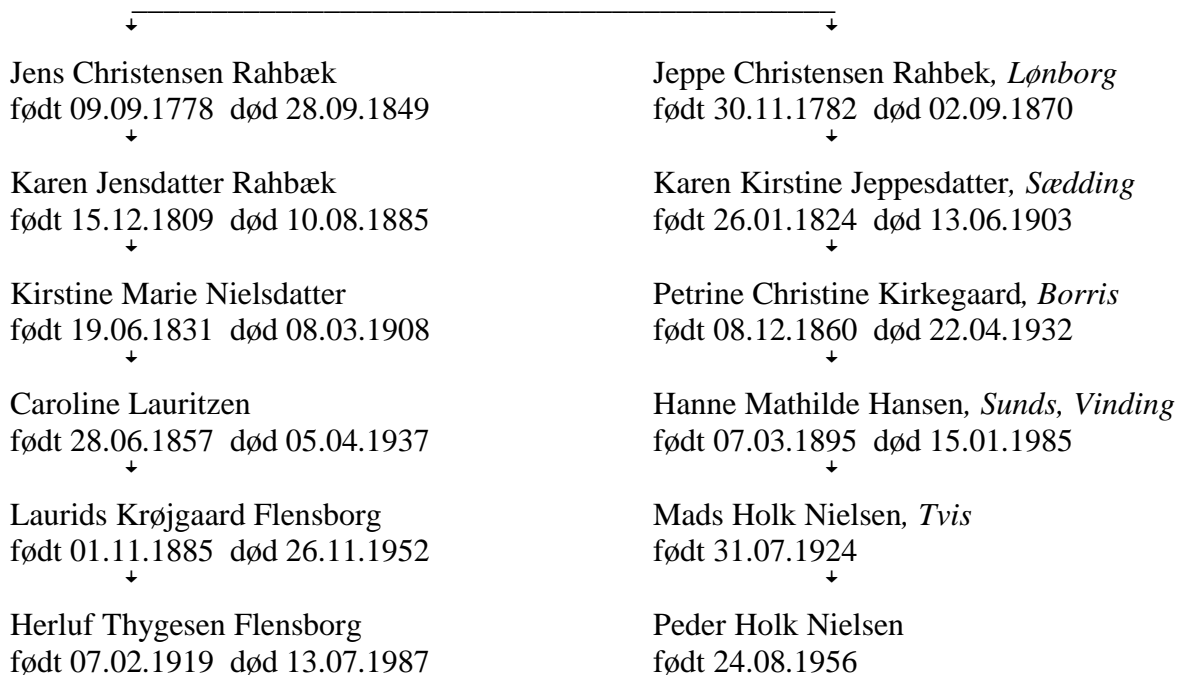 Jens Christensen Rahbæk
født 09.09.1778 død 28.09.1849
Karen Jensdatter Rahbæk
født 15.12.1809 død 10.08.1885
Kirstine Marie Nielsdatter
født 19.06.1831 død 08.03.1908
Caroline Lauritzen
født 28.06.1857 død 05.04.1937
Laurids Krøjgaard Flensborg
født 01.11.1885 død 26.11.1952
Herluf Thygesen Flensborg
født 07.02.1919 død 13.07.1987
Jeppe Christensen Rahbek, Lønborg
født 30.11.1782 død 02.09.1870
Karen Kirstine Jeppesdatter, Sædding
født 26.01.1824 død 13.06.1903
Petrine Christine Kirkegaard, Borris
født 08.12.1860 død 22.04.1932
Hanne Mathilde Hansen, Sunds, Vinding
født 07.03.1895 død 15.01.1985
Mads Holk Nielsen, Tvis
født 31.07.1924
Peder Holk Nielsen
født 24.08.1956